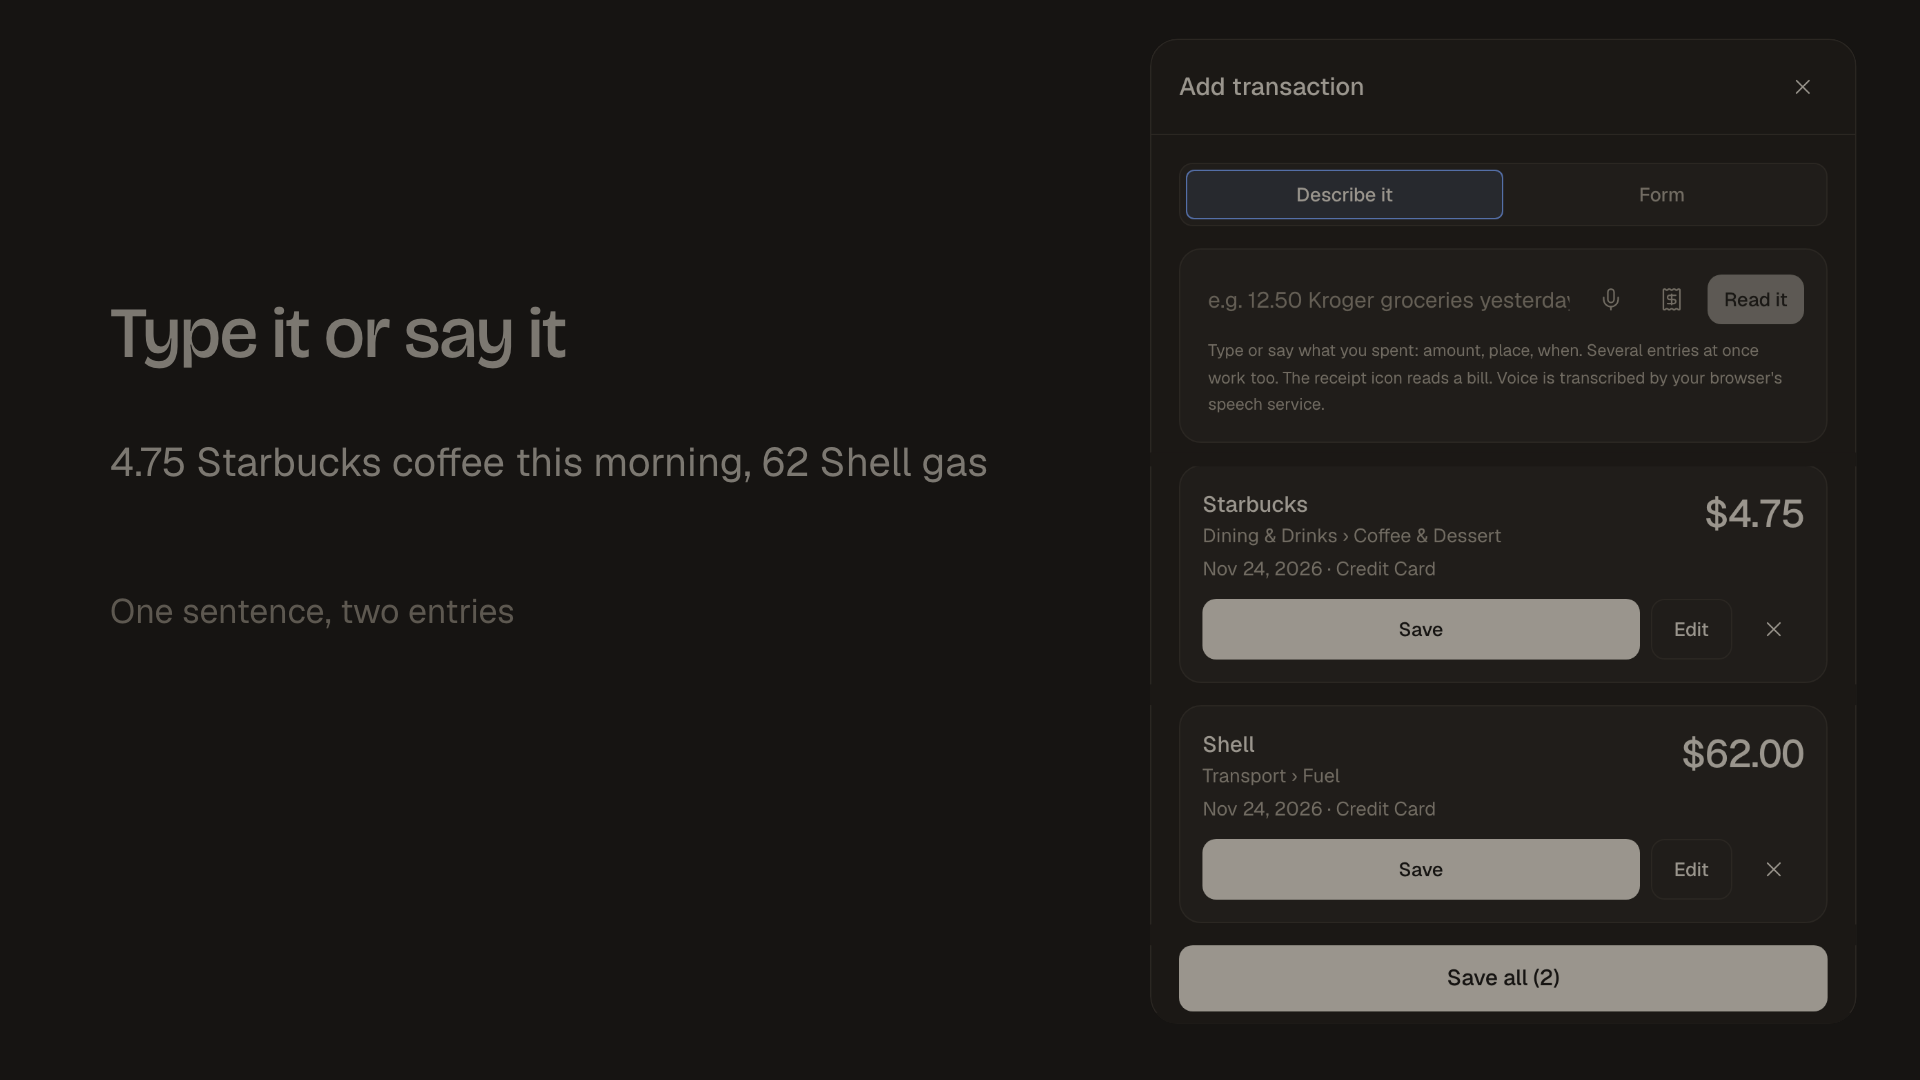 Type it or say it
4.75 Starbucks coffee this morning, 62 Shell gas
One sentence, two entries
Add transaction
Describe it
Form
e.g. 12.50 Kroger groceries yesterday
Read it
Type or say what you spent: amount, place, when. Several entries at once
work too. The receipt icon reads a bill. Voice is transcribed by your browser's
speech service.
Starbucks
$4.75
Dining & Drinks › Coffee & Dessert
Nov 24, 2026 · Credit Card
Save
Edit
Shell
$62.00
Transport › Fuel
Nov 24, 2026 · Credit Card
Save
Edit
Save all (2)